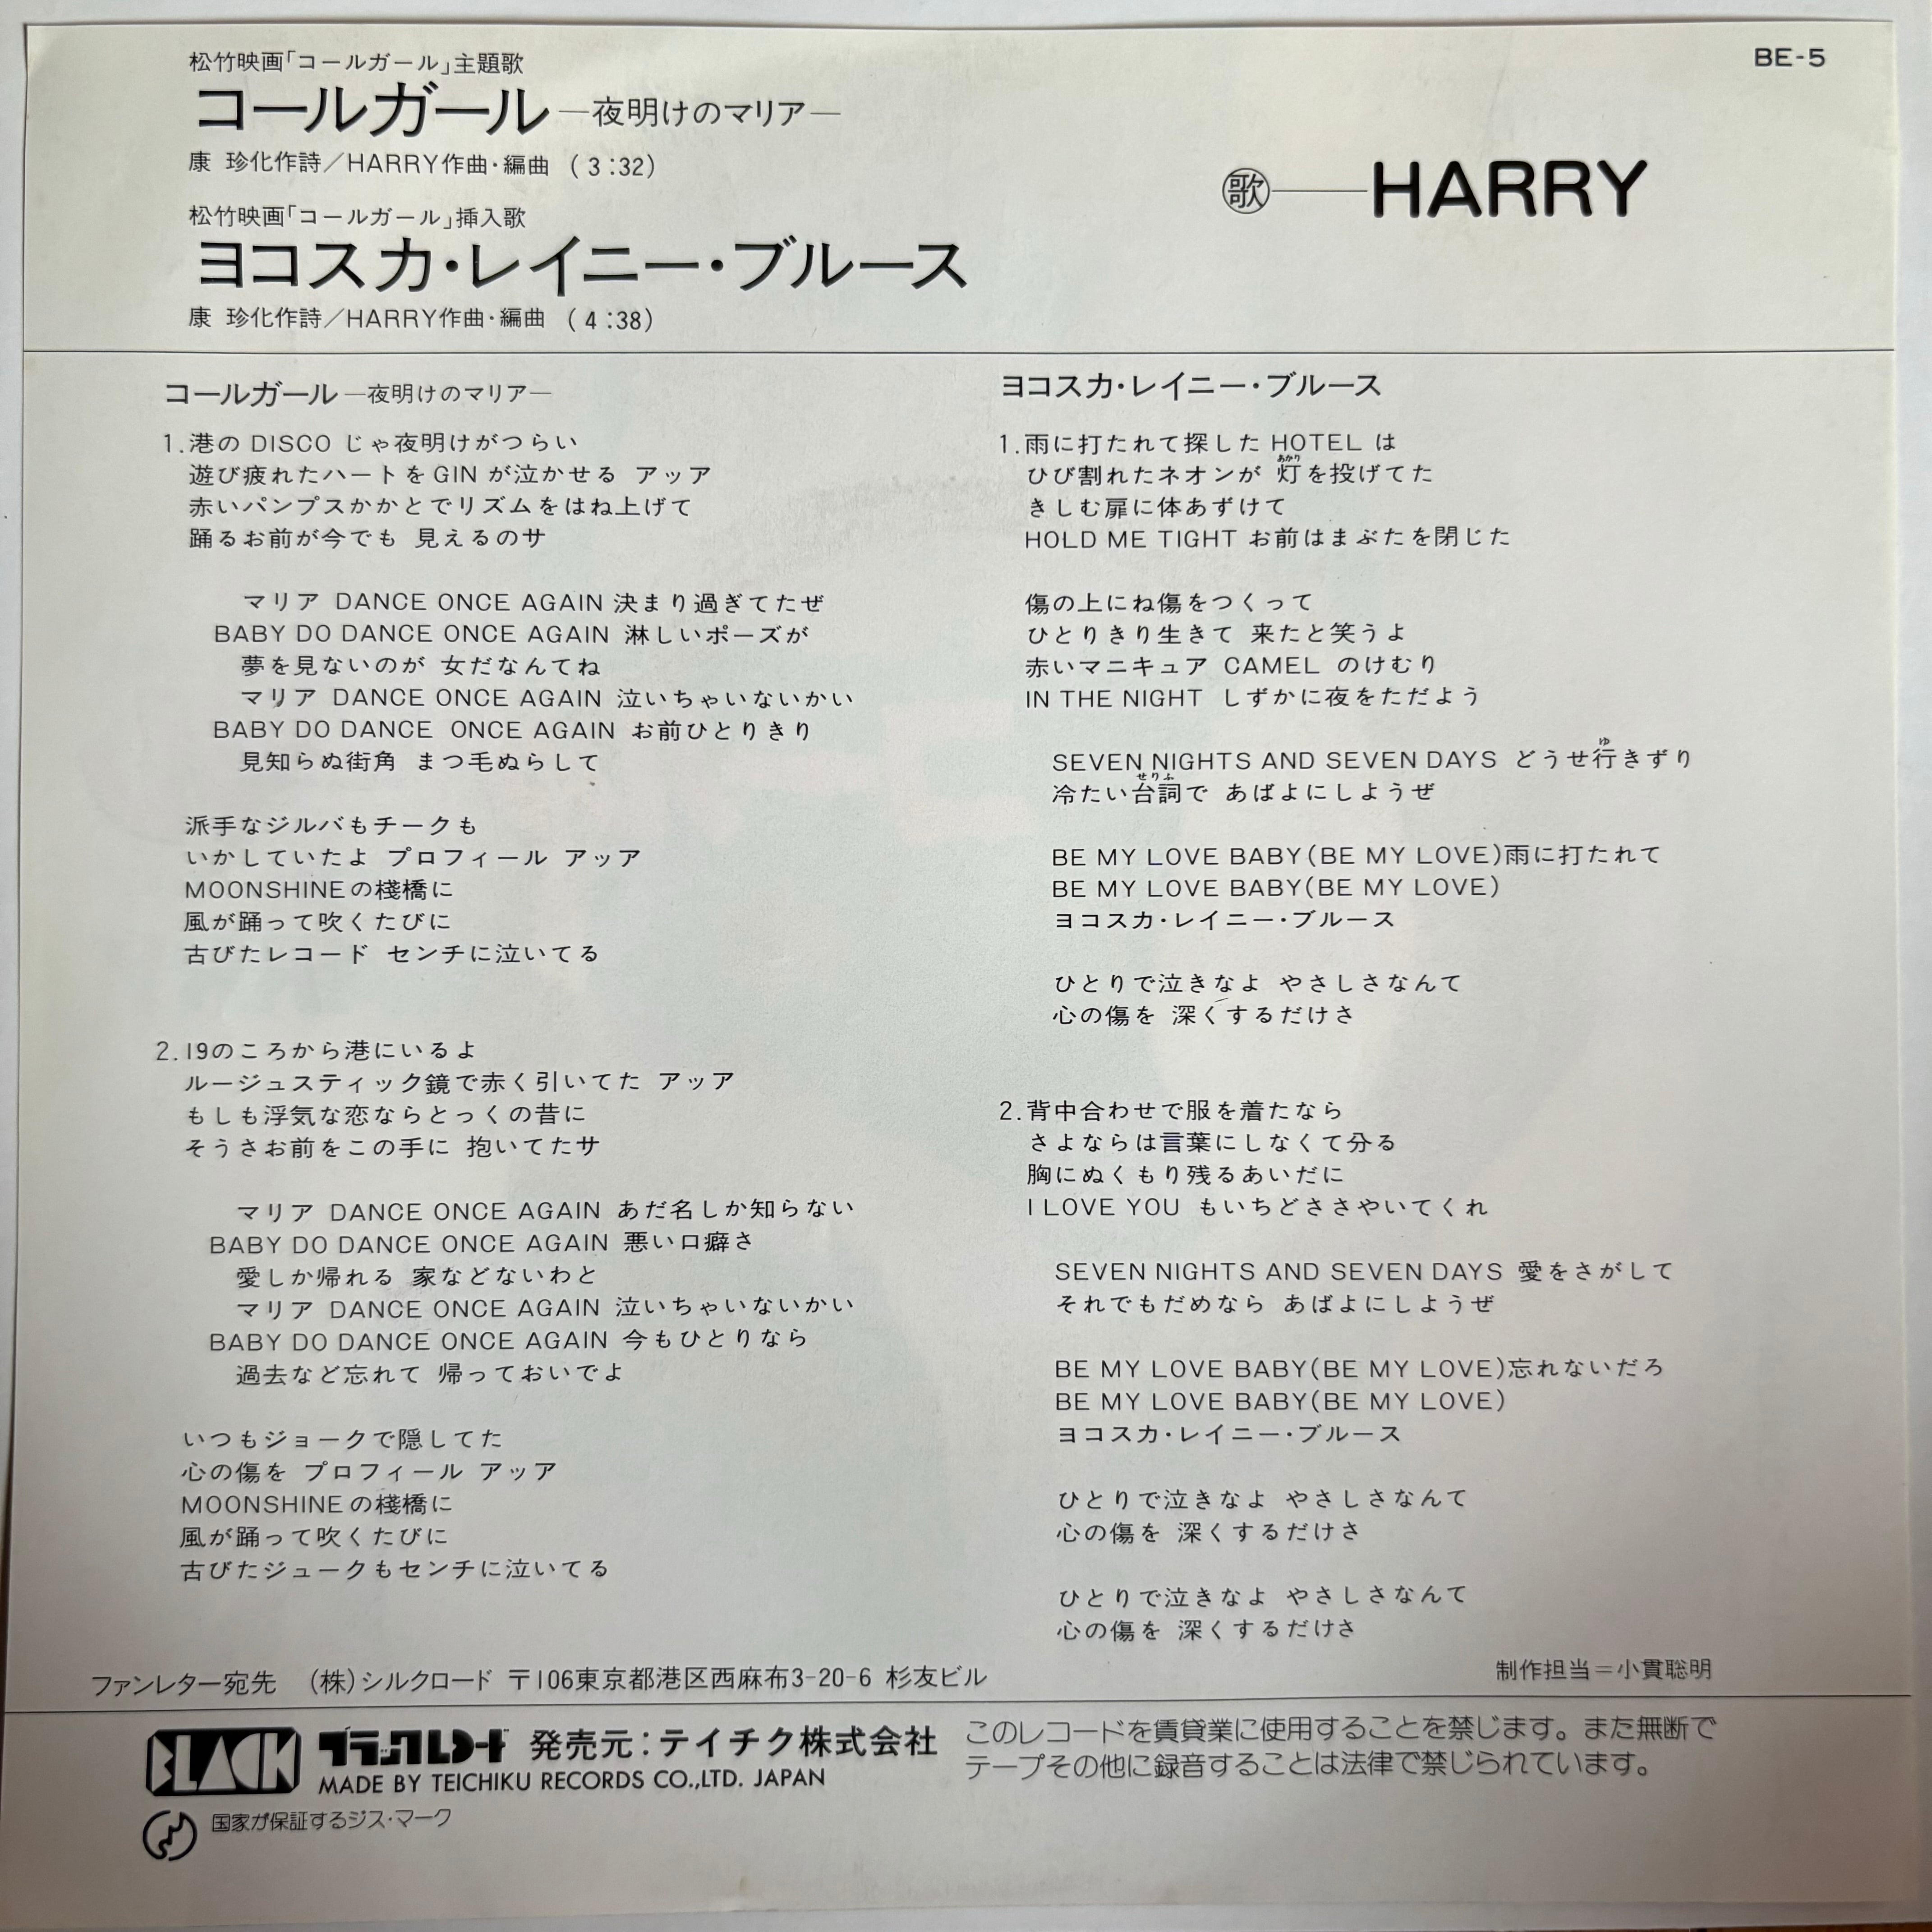 松竹映画「コールガール」主題歌
コールガール ―夜明けのマリア―
康 珍化作詩／HARRY作曲・編曲 (3:32)
松竹映画「コールガール」挿入歌
ヨコスカ・レイニー・ブルース
康 珍化作詩／HARRY作曲・編曲 (4:38)
BE-5
歌――HARRY
コールガール ―夜明けのマリア―
1.港の DISCO じゃ夜明けがつらい
遊び疲れたハートをGIN が泣かせる アッア
赤いパンプスかかとでリズムをはね上げて
踊るお前が今でも 見えるのサ
マリア DANCE ONCE AGAIN 決まり過ぎてたぜ
BABY DO DANCE ONCE AGAIN 淋しいポーズが
夢を見ないのが 女だなんてね
マリア DANCE ONCE AGAIN 泣いちゃいないかい
BABY DO DANCE ONCE AGAIN お前ひとりきり
見知らぬ街角 まつ毛ぬらして
派手なジルバもチークも
いかしていたよ プロフィール アッア
MOONSHINEの棧橋に
風が踊って吹くたびに
古びたレコード センチに泣いてる
2.19のころから港にいるよ
ルージュスティック鏡で赤く引いてた アッア
もしも浮気な恋ならとっくの昔に
そうさお前をこの手に 抱いてたサ
マリア DANCE ONCE AGAIN あだ名しか知らない
BABY DO DANCE ONCE AGAIN 悪い口癖さ
愛しか帰れる 家などないわと
マリア DANCE ONCE AGAIN 泣いちゃいないかい
BABY DO DANCE ONCE AGAIN 今もひとりなら
過去など忘れて 帰っておいでよ
いつもジョークで隠してた
心の傷を プロフィール アッア
MOONSHINEの棧橋に
風が踊って吹くたびに
古びたジュークもセンチに泣いてる
ヨコスカ・レイニー・ブルース
1.雨に打たれて探した HOTEL は
あかり
ひび割れたネオンが 灯を投げてた
きしむ扉に体あずけて
HOLD ME TIGHT お前はまぶたを閉じた
傷の上にね傷をつくって
ひとりきり生きて 来たと笑うよ
赤いマニキュア CAMEL のけむり
IN THE NIGHT しずかに夜をただよう
ゆ
SEVEN NIGHTS AND SEVEN DAYS どうせ行きずり
せりふ
冷たい台詞で あばよにしようぜ
BE MY LOVE BABY(BE MY LOVE)雨に打たれて
BE MY LOVE BABY(BE MY LOVE)
ヨコスカ・レイニー・ブルース
ひとりで泣きなよ やさしさなんて
心の傷を 深くするだけさ
2.背中合わせで服を着たなら
さよならは言葉にしなくて分る
胸にぬくもり残るあいだに
I LOVE YOU もいちどささやいてくれ
SEVEN NIGHTS AND SEVEN DAYS 愛をさがして
それでもだめなら あばよにしようぜ
BE MY LOVE BABY(BE MY LOVE)忘れないだろ
BE MY LOVE BABY(BE MY LOVE)
ヨコスカ・レイニー・ブルース
ひとりで泣きなよ やさしさなんて
心の傷を 深くするだけさ
ひとりで泣きなよ やさしさなんて
心の傷を 深くするだけさ
ファンレター宛先 (株)シルクロード 〒106東京都港区西麻布3-20-6 杉友ビル
制作担当＝小貫聡明
BLACK ブラックレコード 発売元：テイチク株式会社
MADE BY TEICHIKU RECORDS CO.,LTD. JAPAN
国家が保証するジス・マーク
このレコードを賃貸業に使用することを禁じます。また無断で
テープその他に録音することは法律で禁じられています。